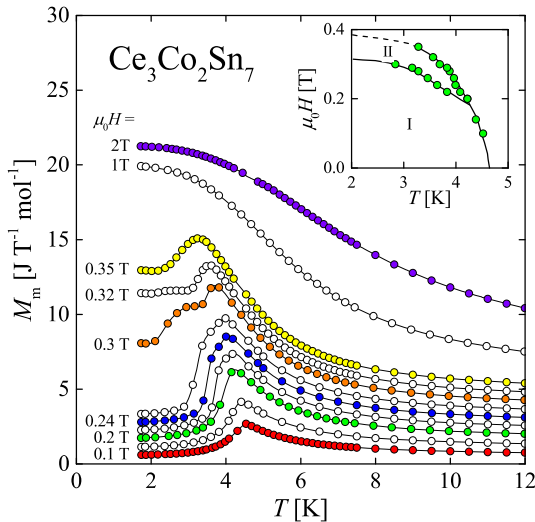 Ce₃Co₂Sn₇
μ₀H =
2T
1T
0.35 T
0.32 T
0.3 T
0.24 T
0.2 T
0.1 T
30
25
20
15
10
5
0
Mₘ [J T⁻¹ mol⁻¹]
2 4 6 8 10 12
T [K]
0.4
0.2
0.0
μ₀H [T]
II
I
2 3 4 5
T [K]